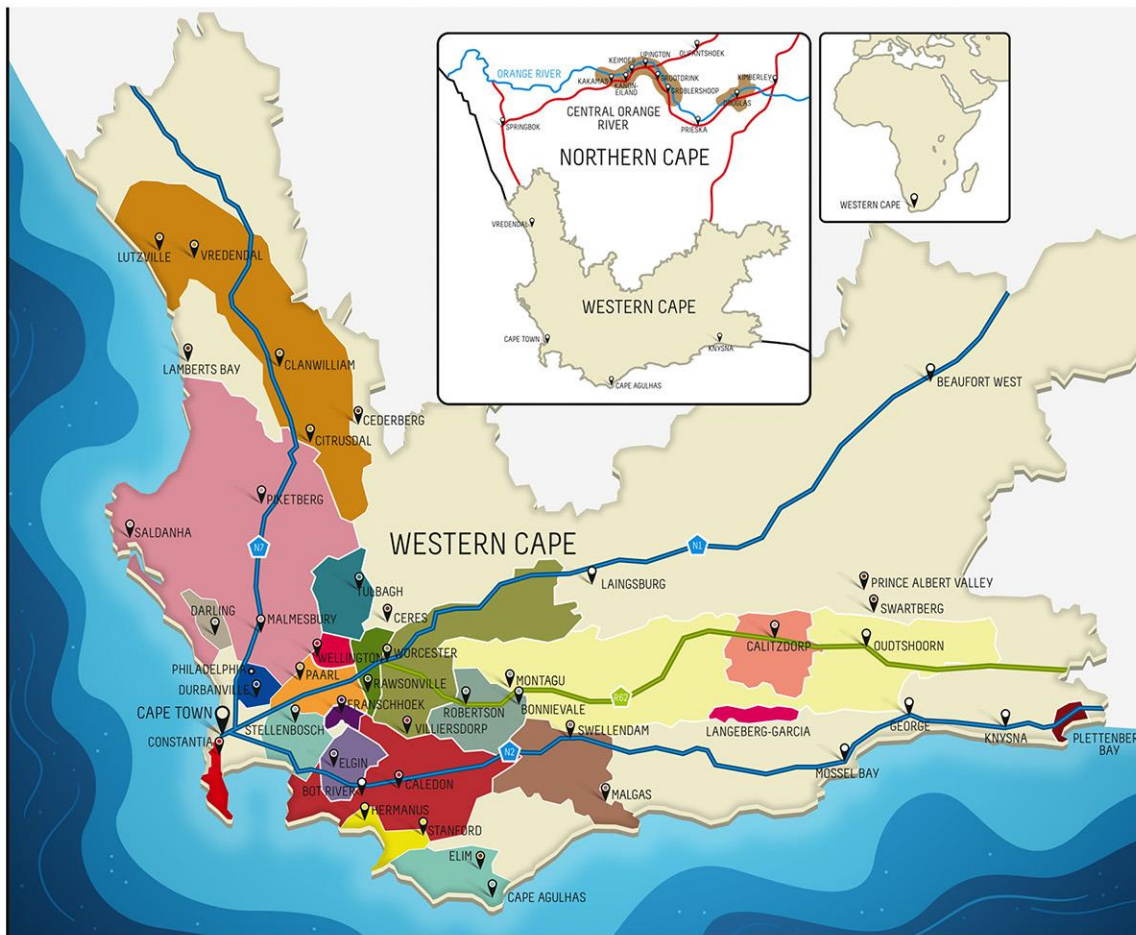 ORANGE RIVER
KEIMOES
UPINGTON
OLIFANTSHOEK
KAKAMAS
KANON-
EILAND
GROOTDRINK
GROBLERSHOOP
KIMBERLEY
DOUGLAS
SPRINGBOK
CENTRAL ORANGE
RIVER
PRIESKA
NORTHERN CAPE
VREDENDAL
WESTERN CAPE
CAPE TOWN
KNYSNA
CAPE AGULHAS
WESTERN CAPE
LUTZVILLE
VREDENDAL
LAMBERTS BAY
CLANWILLIAM
CEDERBERG
CITRUSDAL
BEAUFORT WEST
PIKETBERG
SALDANHA
N7
WESTERN CAPE
N1
TULBAGH
LAINGSBURG
PRINCE ALBERT VALLEY
SWARTBERG
DARLING
MALMESBURY
CERES
WELLINGTON
WORCESTER
CALITZDORP
OUDTSHOORN
PHILADELPHIA
PAARL
RAWSONVILLE
MONTAGU
DURBANVILLE
FRANSCHHOEK
ROBERTSON
BONNIEVALE
R62
CAPE TOWN
STELLENBOSCH
VILLIERSDORP
SWELLENDAM
LANGEBERG-GARCIA
GEORGE
KNYSNA
PLETTENBERG
BAY
CONSTANTIA
ELGIN
N2
MOSSEL BAY
BOT RIVER
CALEDON
MALGAS
HERMANUS
STANFORD
ELIM
CAPE AGULHAS